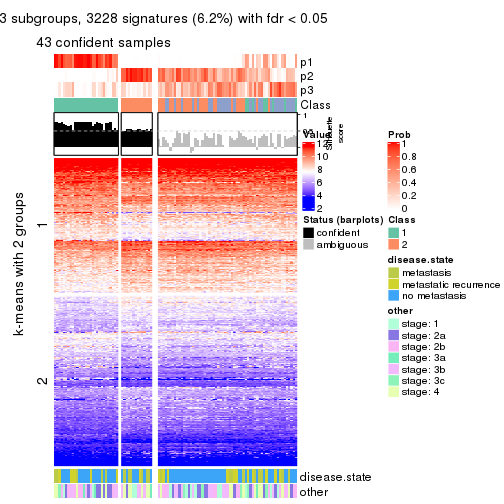 3 subgroups, 3228 signatures (6.2%) with fdr < 0.05
43 confident samples
p1
p2
p3
Class
1
score
Value
12
6
4
2
Prob
1
0.8
0.6
0.4
0.2
0
Status (barplots)
confident
ambiguous
Class
1
2
disease.state
metastasis
metastatic recurrence
no metastasis
other
stage: 1
stage: 2a
stage: 2b
stage: 3a
stage: 3b
stage: 3c
stage: 4
k-means with 2 groups
1
2
disease.state
other